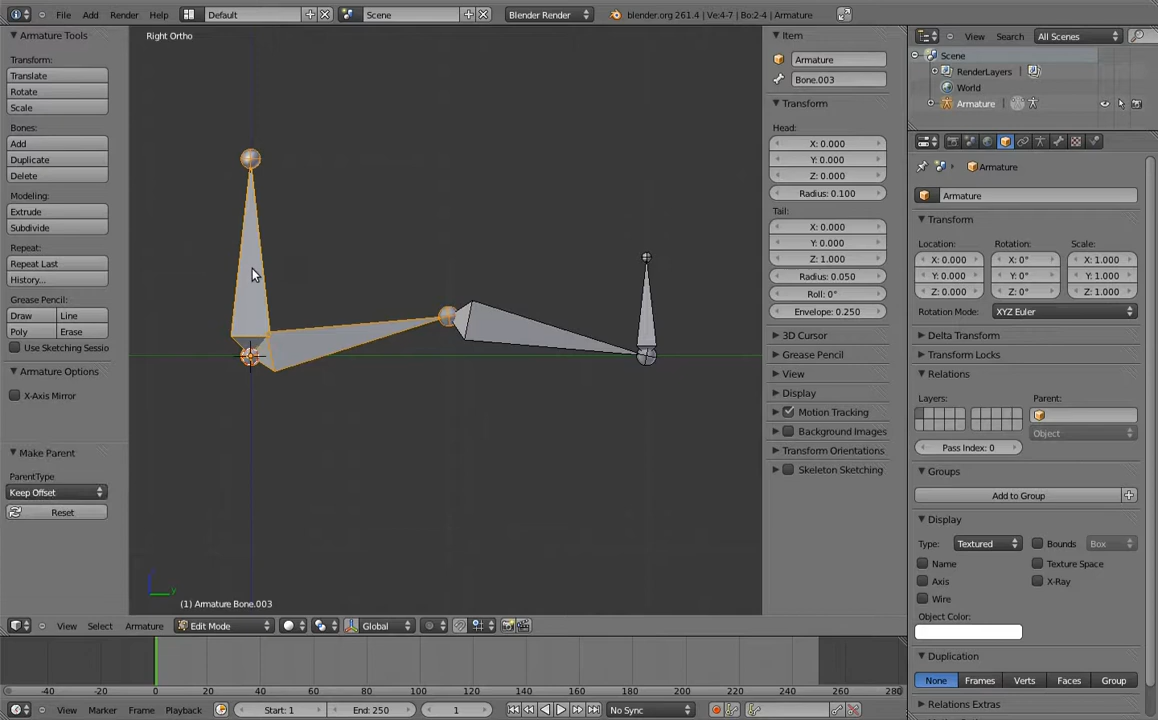 File Add Render Help Default Scene Blender Render blender.org 261.4 | Ve:4-7 | Bo:2-4 | Armature
Armature Tools
Transform:
Translate
Rotate
Scale
Bones:
Add
Duplicate
Delete
Modeling:
Extrude
Subdivide
Repeat:
Repeat Last
History...
Grease Pencil:
Draw Line
Poly Erase
Use Sketching Sessio
Armature Options
X-Axis Mirror
Make Parent
ParentType
Keep Offset
Reset
Right Ortho
y
(1) Armature Bone.003
Item
Armature
Bone.003
Transform
Head:
X: 0.000
Y: 0.000
Z: 0.000
Radius: 0.100
Tail:
X: 0.000
Y: 0.000
Z: 1.000
Radius: 0.050
Roll: 0°
Envelope: 0.250
3D Cursor
Grease Pencil
View
Display
Motion Tracking
Background Images
Transform Orientations
Skeleton Sketching
View Search All Scenes
Scene
RenderLayers
World
Armature
Armature
Armature
Transform
Location: Rotation: Scale:
X: 0.000 X: 0° X: 1.000
Y: 0.000 Y: 0° Y: 1.000
Z: 0.000 Z: 0° Z: 1.000
Rotation Mode: XYZ Euler
Delta Transform
Transform Locks
Relations
Layers: Parent:
Object
Pass Index: 0
Groups
Add to Group
Display
Type: Textured Bounds Box
Name Texture Space
Axis X-Ray
Wire
Object Color:
Duplication
None Frames Verts Faces Group
Relations Extras
View Select Armature Edit Mode Global
-40 -20 0 20 40 60 80 100 120 140 160 180 200 220 240 260 280
View Marker Frame Playback Start: 1 End: 250 1 No Sync